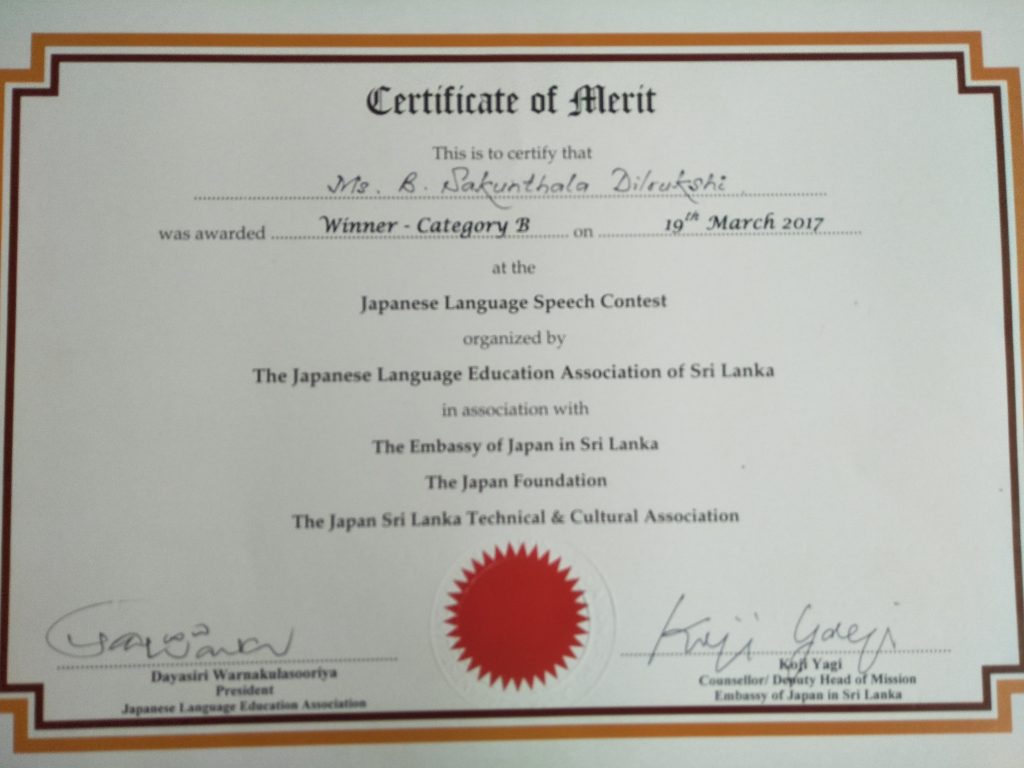 Certificate of Merit
This is to certify that
Ms. B. Sakunthala Dilrukshi
was awarded Winner - Category B on 19th March 2017
at the
Japanese Language Speech Contest
organized by
The Japanese Language Education Association of Sri Lanka
in association with
The Embassy of Japan in Sri Lanka
The Japan Foundation
The Japan Sri Lanka Technical & Cultural Association
Koji Yagi
Dayasiri Warnakulasooriya
President
Japanese Language Education Association
Koji Yagi
Counsellor/ Deputy Head of Mission
Embassy of Japan in Sri Lanka